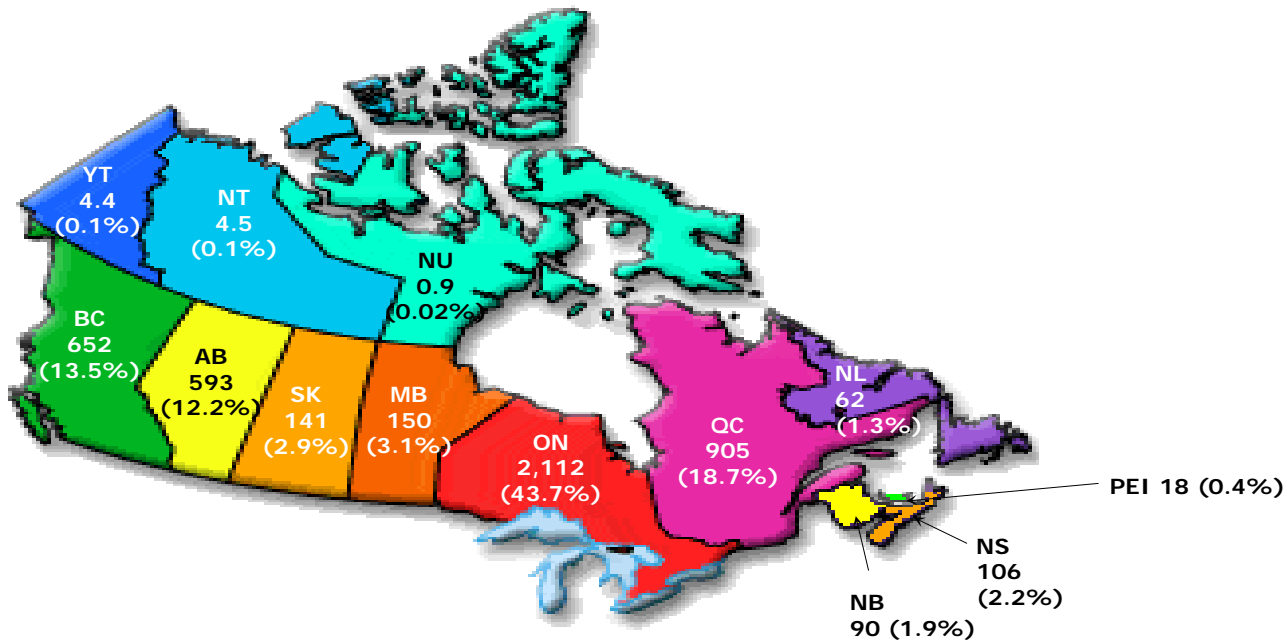 YT
4.4
(0.1%)
NT
4.5
(0.1%)
NU
0.9
(0.02%)
BC
652
(13.5%)
AB
593
(12.2%)
SK
141
(2.9%)
MB
150
(3.1%)
ON
2,112
(43.7%)
QC
905
(18.7%)
NL
62
(1.3%)
PEI 18 (0.4%)
NS
106
(2.2%)
NB
90 (1.9%)